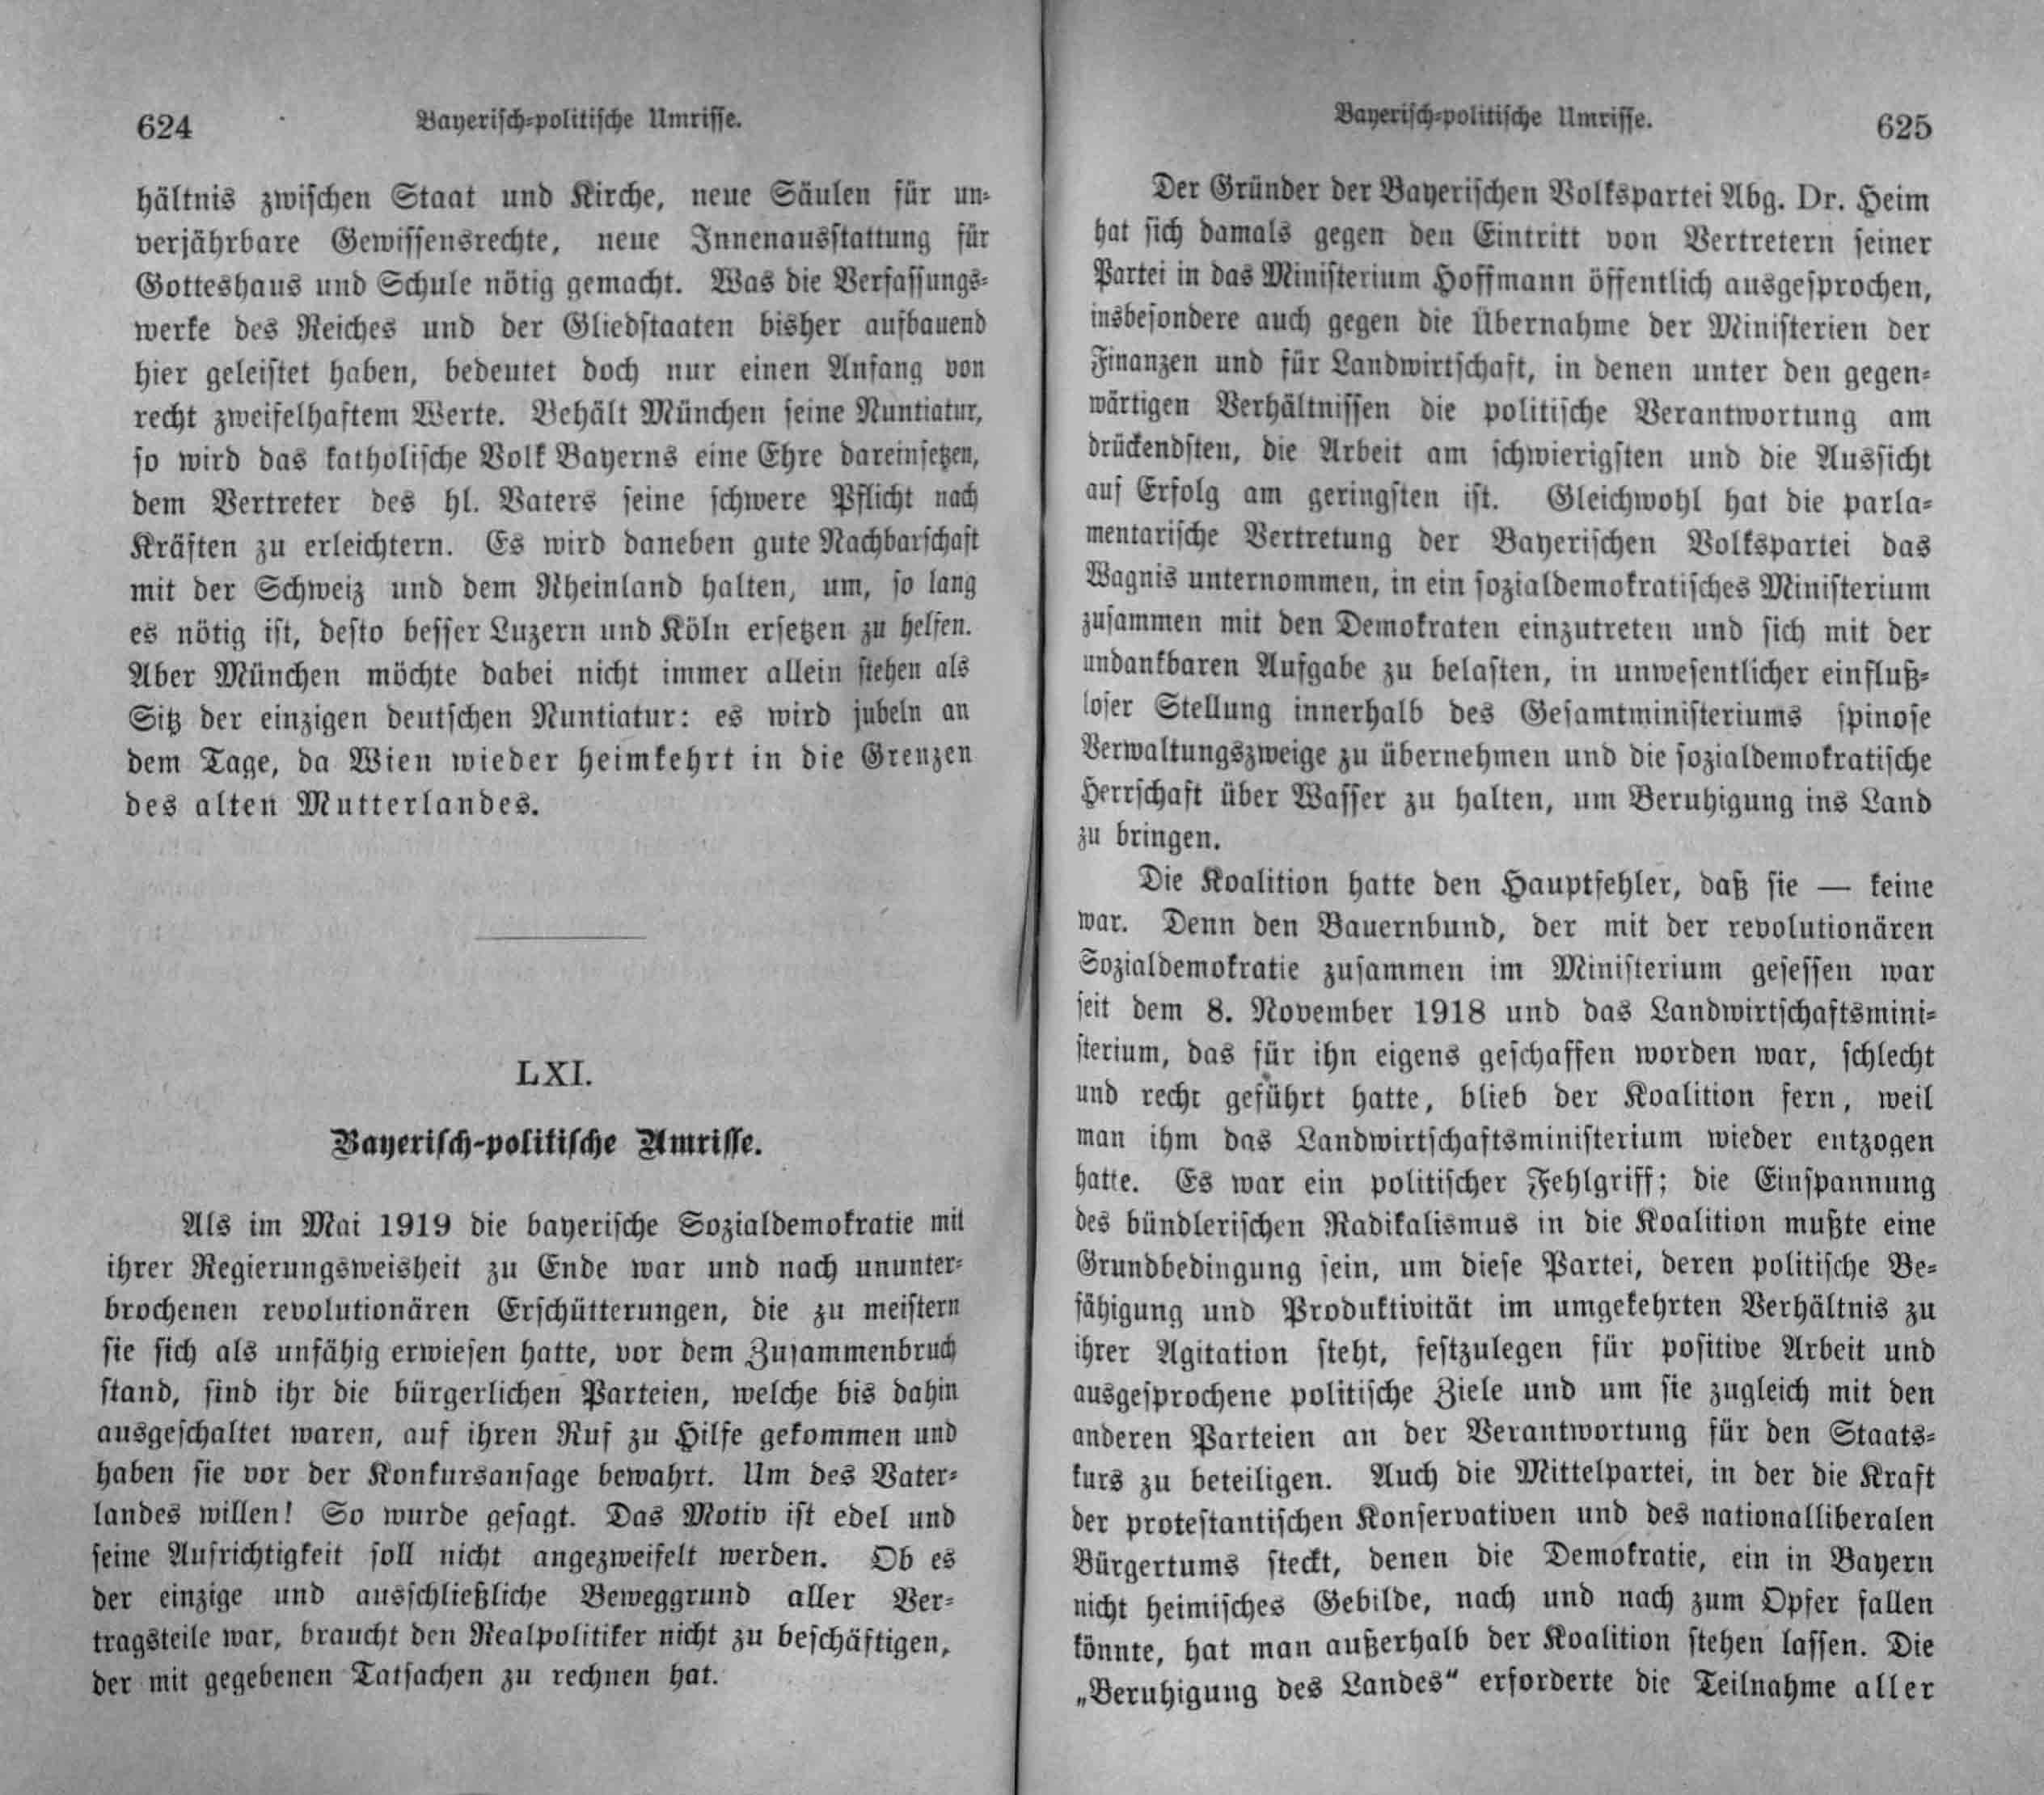 624
Bayerisch-politische Umrisse.
hältnis zwischen Staat und Kirche, neue Säulen für un-
verjährbare Gewissensrechte, neue Innenausstattung für
Gotteshaus und Schule nötig gemacht. Was die Verfassungs-
werke des Reiches und der Gliedstaaten bisher aufbauend
hier geleistet haben, bedeutet doch nur einen Anfang von
recht zweifelhaftem Werte. Behält München seine Nuntiatur,
so wird das katholische Volk Bayerns eine Ehre dareinsetzen,
dem Vertreter des hl. Vaters seine schwere Pflicht nach
Kräften zu erleichtern. Es wird daneben gute Nachbarschaft
mit der Schweiz und dem Rheinland halten, um, so lang
es nötig ist, desto besser Luzern und Köln ersetzen zu helfen.
Aber München möchte dabei nicht immer allein stehen als
Sitz der einzigen deutschen Nuntiatur: es wird jubeln an
dem Tage, da Wien wieder heimkehrt in die Grenzen
des alten Mutterlandes.
LXI.
Bayerisch-politische Umrisse.
Als im Mai 1919 die bayerische Sozialdemokratie mit
ihrer Regierungsweisheit zu Ende war und nach ununter-
brochenen revolutionären Erschütterungen, die zu meistern
sie sich als unfähig erwiesen hatte, vor dem Zusammenbruch
stand, sind ihr die bürgerlichen Parteien, welche bis dahin
ausgeschaltet waren, auf ihren Ruf zu Hilfe gekommen und
haben sie vor der Konkursansage bewahrt. Um des Vater-
landes willen! So wurde gesagt. Das Motiv ist edel und
seine Aufrichtigkeit soll nicht angezweifelt werden. Ob es
der einzige und ausschließliche Beweggrund aller Ver-
tragsteile war, braucht den Realpolitiker nicht zu beschäftigen,
der mit gegebenen Tatsachen zu rechnen hat.
Bayerisch-politische Umrisse.
625
Der Gründer der Bayerischen Volkspartei Abg. Dr. Heim
hat sich damals gegen den Eintritt von Vertretern seiner
Partei in das Ministerium Hoffmann öffentlich ausgesprochen,
insbesondere auch gegen die Übernahme der Ministerien der
Finanzen und für Landwirtschaft, in denen unter den gegen-
wärtigen Verhältnissen die politische Verantwortung am
drückendsten, die Arbeit am schwierigsten und die Aussicht
auf Erfolg am geringsten ist. Gleichwohl hat die parla-
mentarische Vertretung der Bayerischen Volkspartei das
Wagnis unternommen, in ein sozialdemokratisches Ministerium
zusammen mit den Demokraten einzutreten und sich mit der
undankbaren Aufgabe zu belasten, in unwesentlicher einfluß-
loser Stellung innerhalb des Gesamtministeriums spinose
Verwaltungszweige zu übernehmen und die sozialdemokratische
Herrschaft über Wasser zu halten, um Beruhigung ins Land
zu bringen.
Die Koalition hatte den Hauptfehler, daß sie — keine
war. Denn den Bauernbund, der mit der revolutionären
Sozialdemokratie zusammen im Ministerium gesessen war
seit dem 8. November 1918 und das Landwirtschaftsmini-
sterium, das für ihn eigens geschaffen worden war, schlecht
und recht geführt hatte, blieb der Koalition fern, weil
man ihm das Landwirtschaftsministerium wieder entzogen
hatte. Es war ein politischer Fehlgriff; die Einspannung
des bündlerischen Radikalismus in die Koalition mußte eine
Grundbedingung sein, um diese Partei, deren politische Be-
fähigung und Produktivität im umgekehrten Verhältnis zu
ihrer Agitation steht, festzulegen für positive Arbeit und
ausgesprochene politische Ziele und um sie zugleich mit den
anderen Parteien an der Verantwortung für den Staats-
kurs zu beteiligen. Auch die Mittelpartei, in der die Kraft
der protestantischen Konservativen und des nationalliberalen
Bürgertums steckt, denen die Demokratie, ein in Bayern
nicht heimisches Gebilde, nach und nach zum Opfer fallen
könnte, hat man außerhalb der Koalition stehen lassen. Die
„Beruhigung des Landes“ erforderte die Teilnahme aller